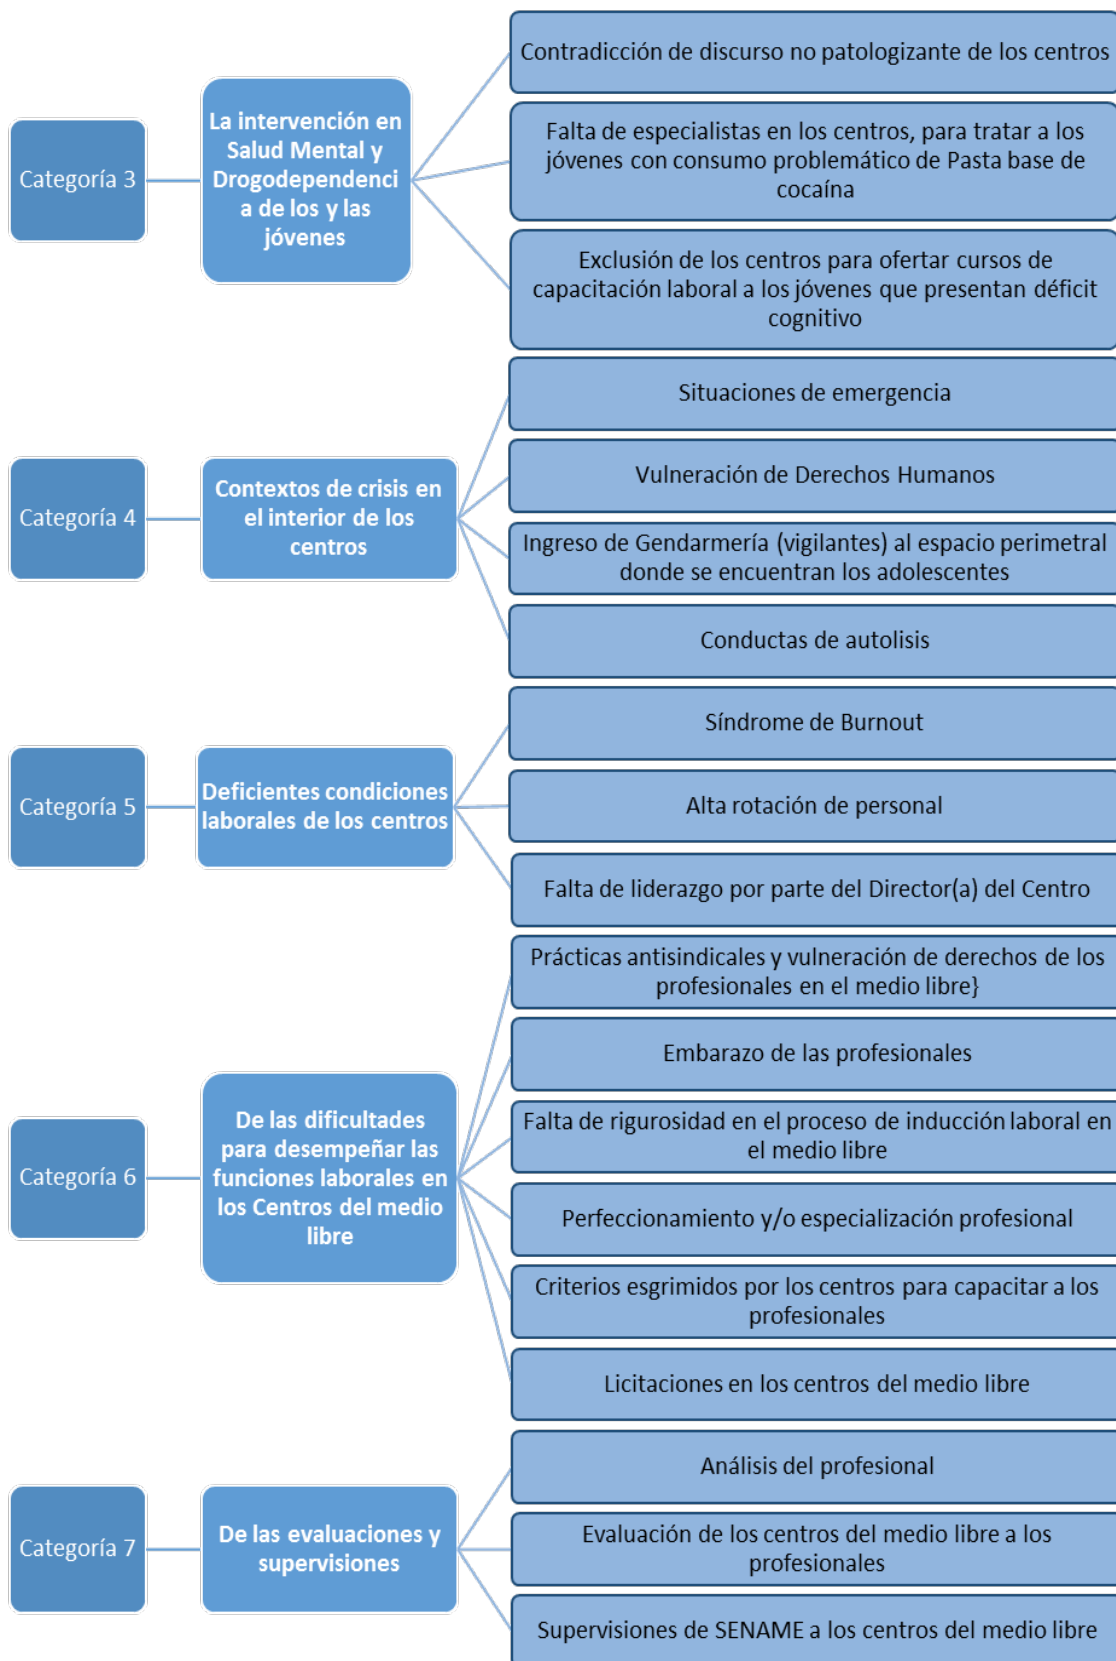 Categoría 3
La intervención en
Salud Mental y
Drogodependenci
a de los y las
jóvenes
Contradicción de discurso no patologizante de los centros
Falta de especialistas en los centros, para tratar a los
jóvenes con consumo problemático de Pasta base de
cocaína
Exclusión de los centros para ofertar cursos de
capacitación laboral a los jóvenes que presentan déficit
cognitivo
Categoría 4
Contextos de crisis en
el interior de los
centros
Situaciones de emergencia
Vulneración de Derechos Humanos
Ingreso de Gendarmería (vigilantes) al espacio perimetral
donde se encuentran los adolescentes
Conductas de autolisis
Categoría 5
Deficientes condiciones
laborales de los centros
Síndrome de Burnout
Alta rotación de personal
Falta de liderazgo por parte del Director(a) del Centro
Categoría 6
De las dificultades
para desempeñar las
funciones laborales en
los Centros del medio
libre
Prácticas antisindicales y vulneración de derechos de los
profesionales en el medio libre}
Embarazo de las profesionales
Falta de rigurosidad en el proceso de inducción laboral en
el medio libre
Perfeccionamiento y/o especialización profesional
Criterios esgrimidos por los centros para capacitar a los
profesionales
Licitaciones en los centros del medio libre
Categoría 7
De las evaluaciones y
supervisiones
Análisis del profesional
Evaluación de los centros del medio libre a los
profesionales
Supervisiones de SENAME a los centros del medio libre